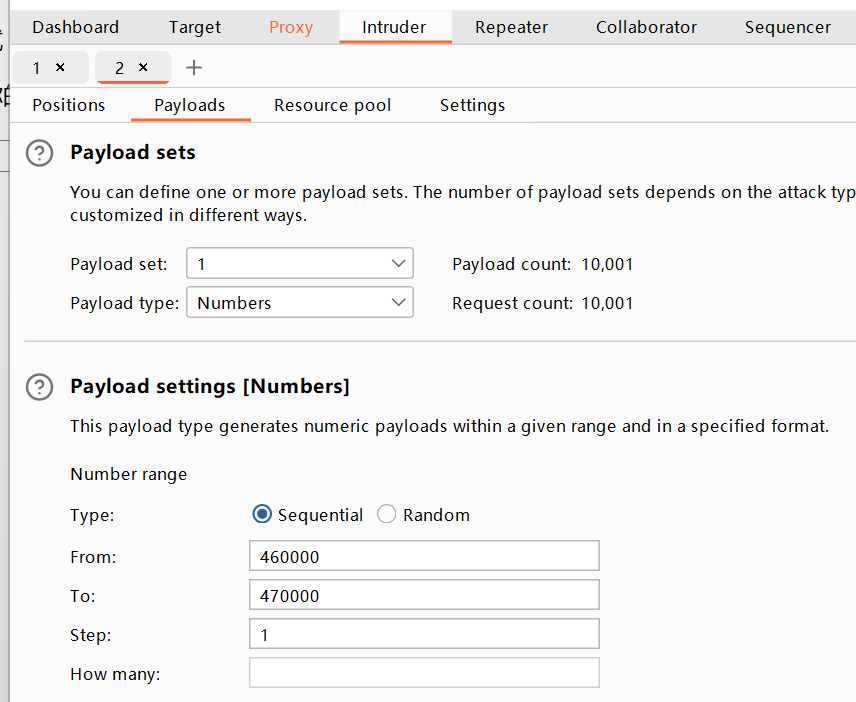 Dashboard Target Proxy Intruder Repeater Collaborator Sequencer
1 × 2 × +
Positions Payloads Resource pool Settings
? Payload sets
You can define one or more payload sets. The number of payload sets depends on the attack typ
customized in different ways.
Payload set: 1 Payload count: 10,001
Payload type: Numbers Request count: 10,001
? Payload settings [Numbers]
This payload type generates numeric payloads within a given range and in a specified format.
Number range
Type: Sequential Random
From: 460000
To: 470000
Step: 1
How many: